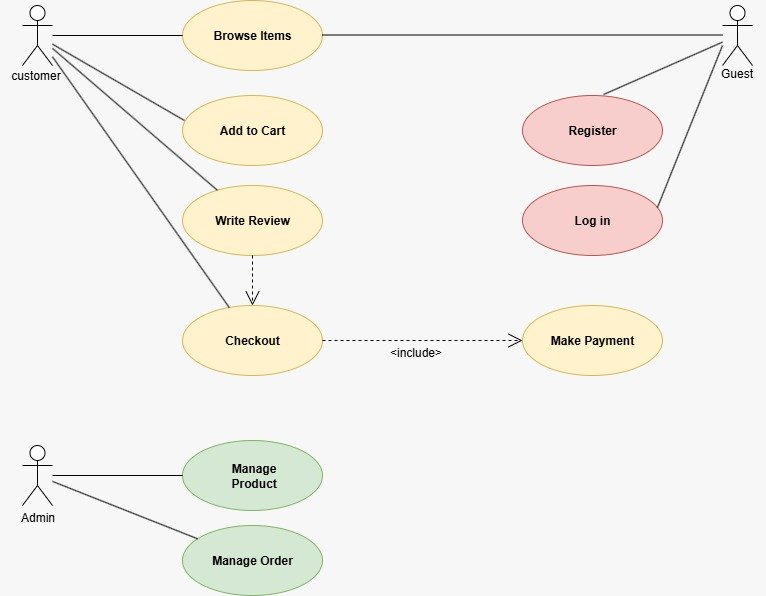 Browse Items
customer
Guest
Add to Cart
Register
Write Review
Log in
Checkout
<include>
Make Payment
Manage
Product
Admin
Manage Order